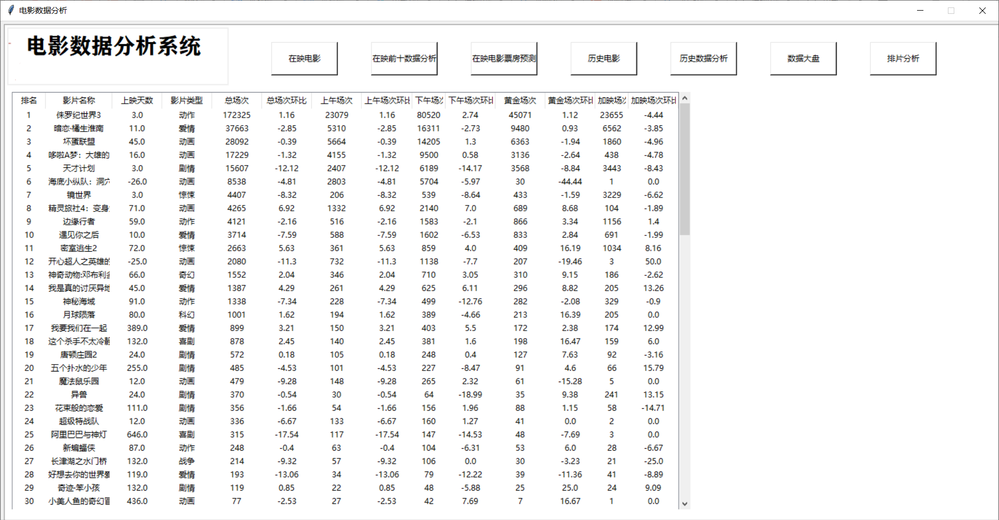 电影数据分析
电影数据分析系统
在映电影 在映前十数据分析 在映电影票房预测 历史电影 历史数据分析 数据大盘 排片分析
排名 影片名称 上映天数 影片类型 总场次 总场次环比 上午场次 上午场次环比 下午场次 下午场次环比 黄金场次 黄金场次环比 加映场次 加映场次环比
1 侏罗纪世界3 3.0 动作 172325 1.16 23079 1.16 80520 2.74 45071 1.12 23655 -4.44
2 暗恋·橘生淮南 11.0 爱情 37663 -2.85 5310 -2.85 16311 -2.73 9480 0.93 6562 -3.85
3 坏蛋联盟 45.0 动画 28092 -0.39 5664 -0.39 14205 1.3 6363 -1.94 1860 -4.96
4 哆啦A梦：大雄的 16.0 动画 17229 -1.32 4155 -1.32 9500 0.58 3136 -2.64 438 -4.78
5 天才计划 3.0 剧情 15607 -12.12 2407 -12.12 6189 -14.17 3568 -8.84 3443 -8.43
6 海底小纵队：洞穴 -26.0 动画 8538 -4.81 2803 -4.81 5704 -5.97 30 -44.44 1 0.0
7 镜世界 3.0 惊悚 4407 -8.32 206 -8.32 539 -8.64 433 -1.59 3229 -6.62
8 精灵旅社4：变身 71.0 动画 4265 6.92 1332 6.92 2140 7.0 689 8.68 104 -1.89
9 边缘行者 59.0 动作 4121 -2.16 516 -2.16 1583 -2.1 866 3.34 1156 1.4
10 遇见你之后 10.0 爱情 3714 -7.59 588 -7.59 1602 -6.53 833 2.84 691 -1.99
11 密室逃生2 72.0 惊悚 2663 5.63 361 5.63 859 4.0 409 16.19 1034 8.16
12 开心超人之英雄的 -25.0 动画 2080 -11.3 732 -11.3 1138 -7.7 207 -19.46 3 50.0
13 神奇动物:邓布利多 66.0 奇幻 1552 2.04 346 2.04 710 3.05 310 9.15 186 -2.62
14 我是真的讨厌异地 45.0 爱情 1387 4.29 261 4.29 625 6.11 296 8.82 205 13.26
15 神秘海域 91.0 动作 1338 -7.34 228 -7.34 499 -12.76 282 -2.08 329 -0.9
16 月球陨落 80.0 科幻 1001 1.62 194 1.62 389 -4.66 213 16.39 205 0.0
17 我要我们在一起 389.0 爱情 899 3.21 150 3.21 403 5.5 172 2.38 174 12.99
18 这个杀手不太冷静 132.0 喜剧 878 2.45 140 2.45 381 1.6 198 16.47 159 6.0
19 唐顿庄园2 24.0 剧情 572 0.18 105 0.18 248 0.4 127 7.63 92 -3.16
20 五个扑水的少年 255.0 剧情 485 -4.53 101 -4.53 227 -8.47 91 4.6 66 15.79
21 魔法鼠乐园 12.0 动画 479 -9.28 148 -9.28 265 2.32 61 -15.28 5 0.0
22 异兽 24.0 剧情 370 -0.54 30 -0.54 64 -18.99 35 9.38 241 13.15
23 花束般的恋爱 111.0 剧情 356 -1.66 54 -1.66 156 1.96 88 1.15 58 -14.71
24 超级特战队 12.0 动画 336 -6.67 133 -6.67 160 1.27 41 0.0 2 0.0
25 阿里巴巴与神灯 646.0 喜剧 315 -17.54 117 -17.54 147 -14.53 48 -7.69 3 0.0
26 新蝙蝠侠 87.0 动作 248 -0.4 63 -0.4 104 -6.31 53 6.0 28 -6.67
27 长津湖之水门桥 132.0 战争 214 -9.32 57 -9.32 106 0.0 30 -3.23 21 -25.0
28 好想去你的世界爱 119.0 爱情 193 -13.06 34 -13.06 79 -12.22 39 -11.36 41 -8.89
29 奇迹·笨小孩 132.0 剧情 119 0.85 22 0.85 48 -5.88 25 25.0 24 9.09
30 小美人鱼的奇幻冒 436.0 动画 77 -2.53 27 -2.53 42 7.69 7 16.67 1 0.0